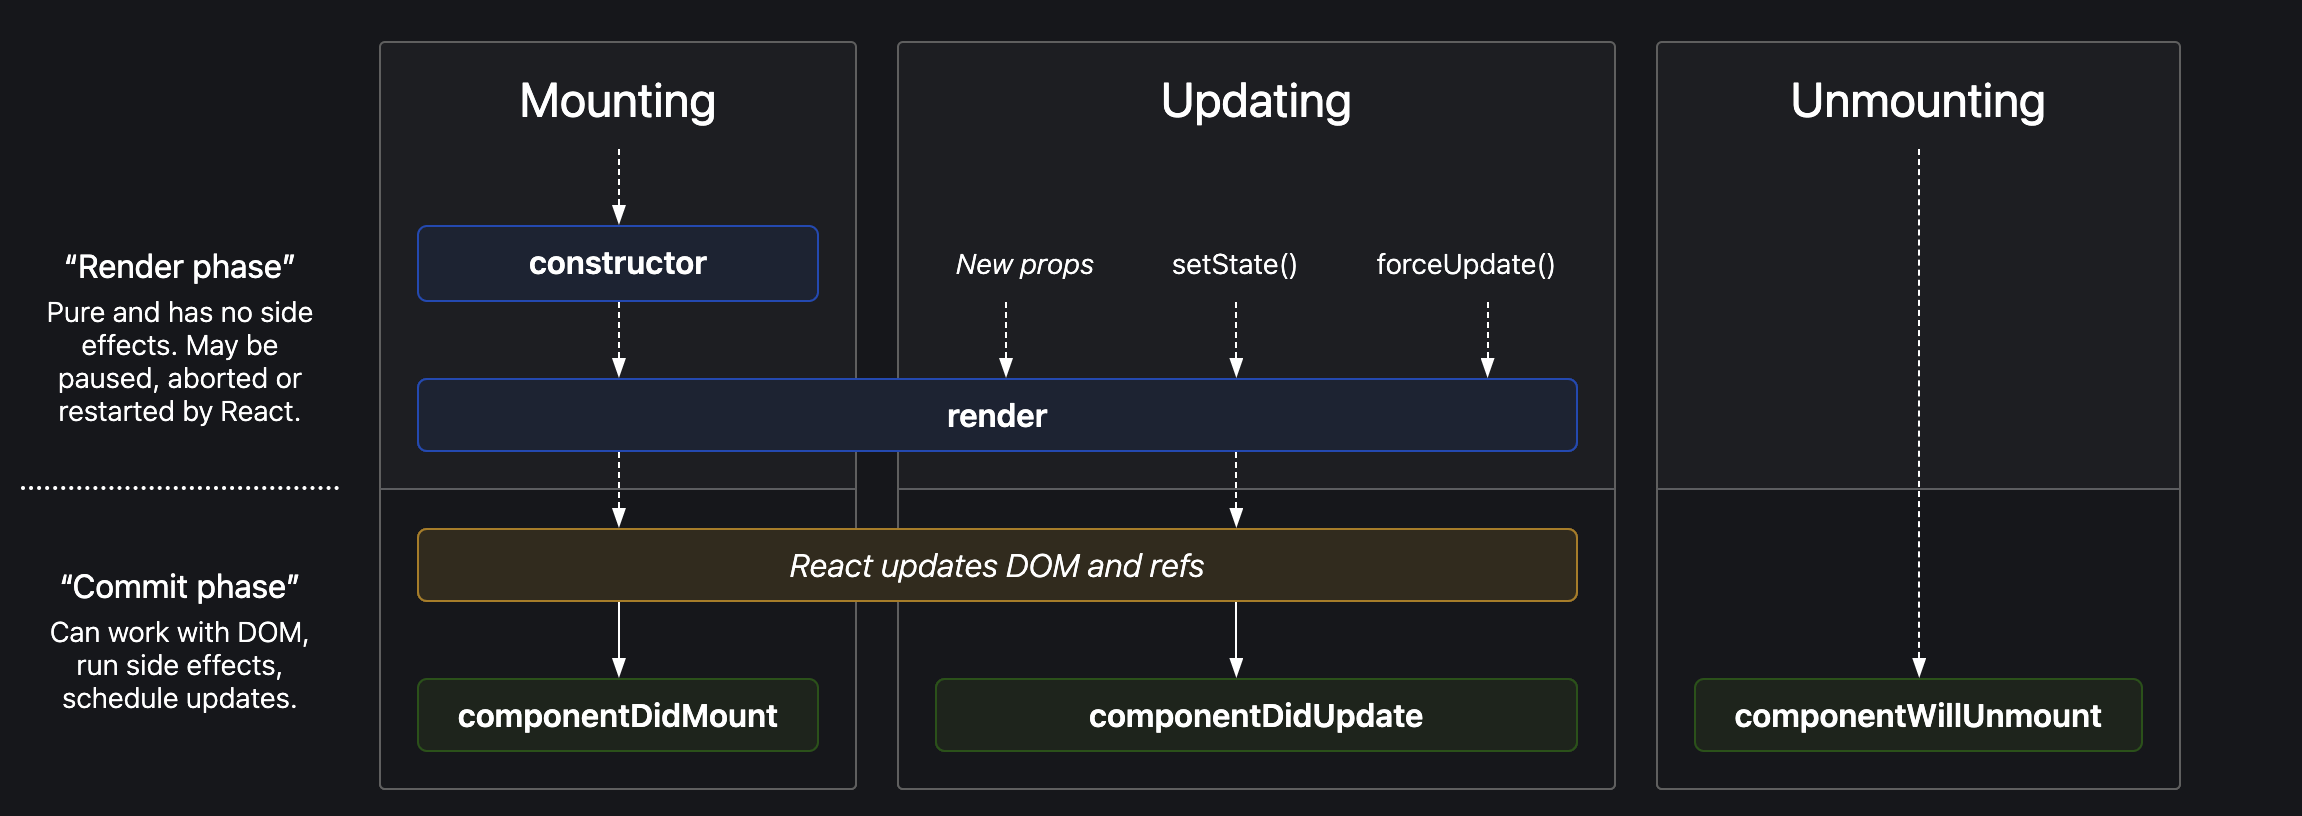 Mounting
Updating
Unmounting
“Render phase”
Pure and has no side
effects. May be
paused, aborted or
restarted by React.
constructor
New props
setState()
forceUpdate()
render
“Commit phase”
Can work with DOM,
run side effects,
schedule updates.
React updates DOM and refs
componentDidMount
componentDidUpdate
componentWillUnmount